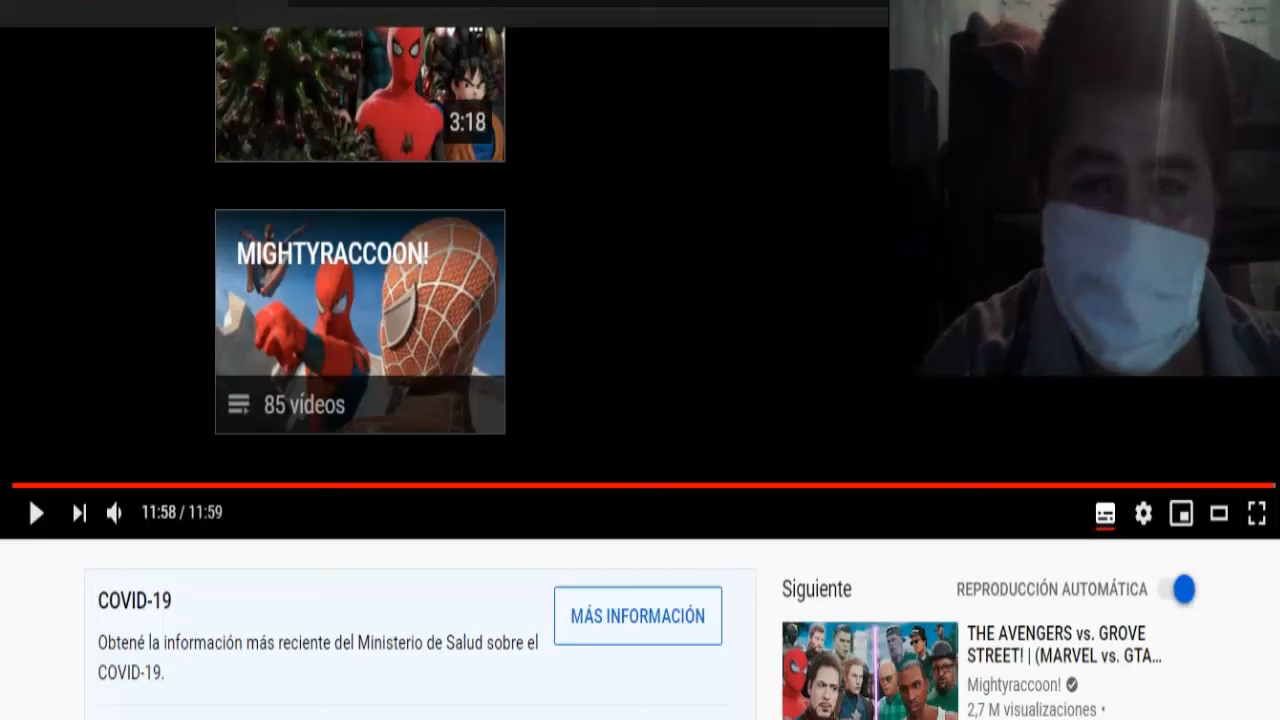 3:18
MIGHTYRACCOON!
85 vídeos
11:58 / 11:59
COVID-19
MÁS INFORMACIÓN
Obtené la información más reciente del Ministerio de Salud sobre el
COVID-19.
Siguiente
REPRODUCCIÓN AUTOMÁTICA
THE AVENGERS vs. GROVE
STREET! | (MARVEL vs. GTA...
Mightyraccoon!
2,7 M visualizaciones •